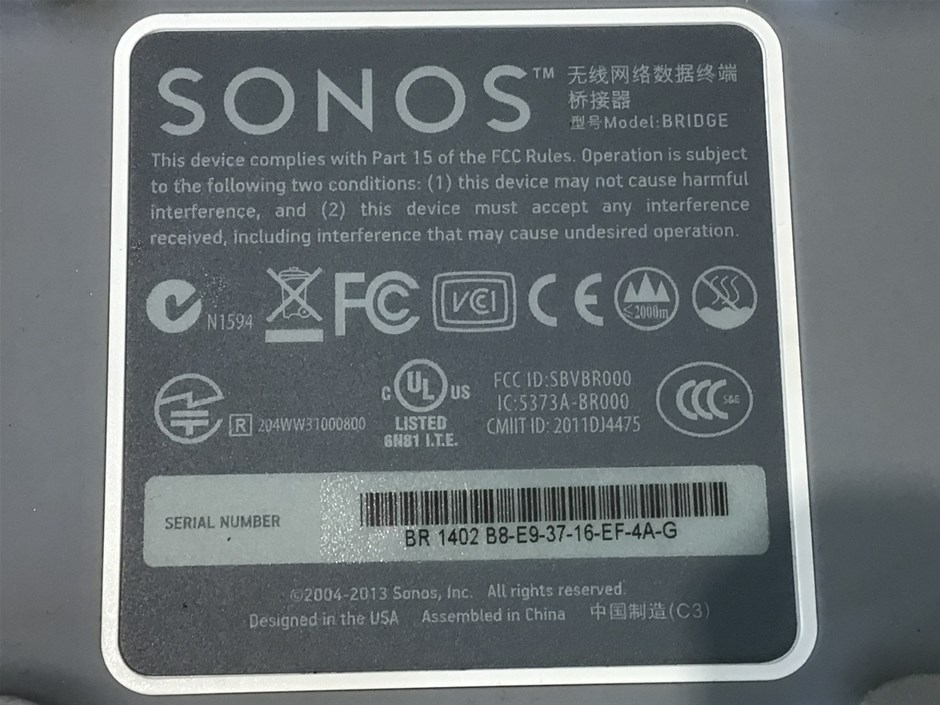 SONOS™
无线网络数据终端
桥接器
型号Model:BRIDGE
This device complies with Part 15 of the FCC Rules. Operation is subject
to the following two conditions: (1) this device may not cause harmful
interference, and (2) this device must accept any interference
received, including interference that may cause undesired operation.
N1594 FC VCI CE ≤2000m
R 204WW31000800
C UL US
LISTED
6N81 I.T.E.
FCC ID:SBVBR000
IC:5373A-BR000
CMIIT ID: 2011DJ4475
CCC S&E
SERIAL NUMBER
BR 1402 B8-E9-37-16-EF-4A-G
©2004-2013 Sonos, Inc. All rights reserved.
Designed in the USA Assembled in China 中国制造(C3)